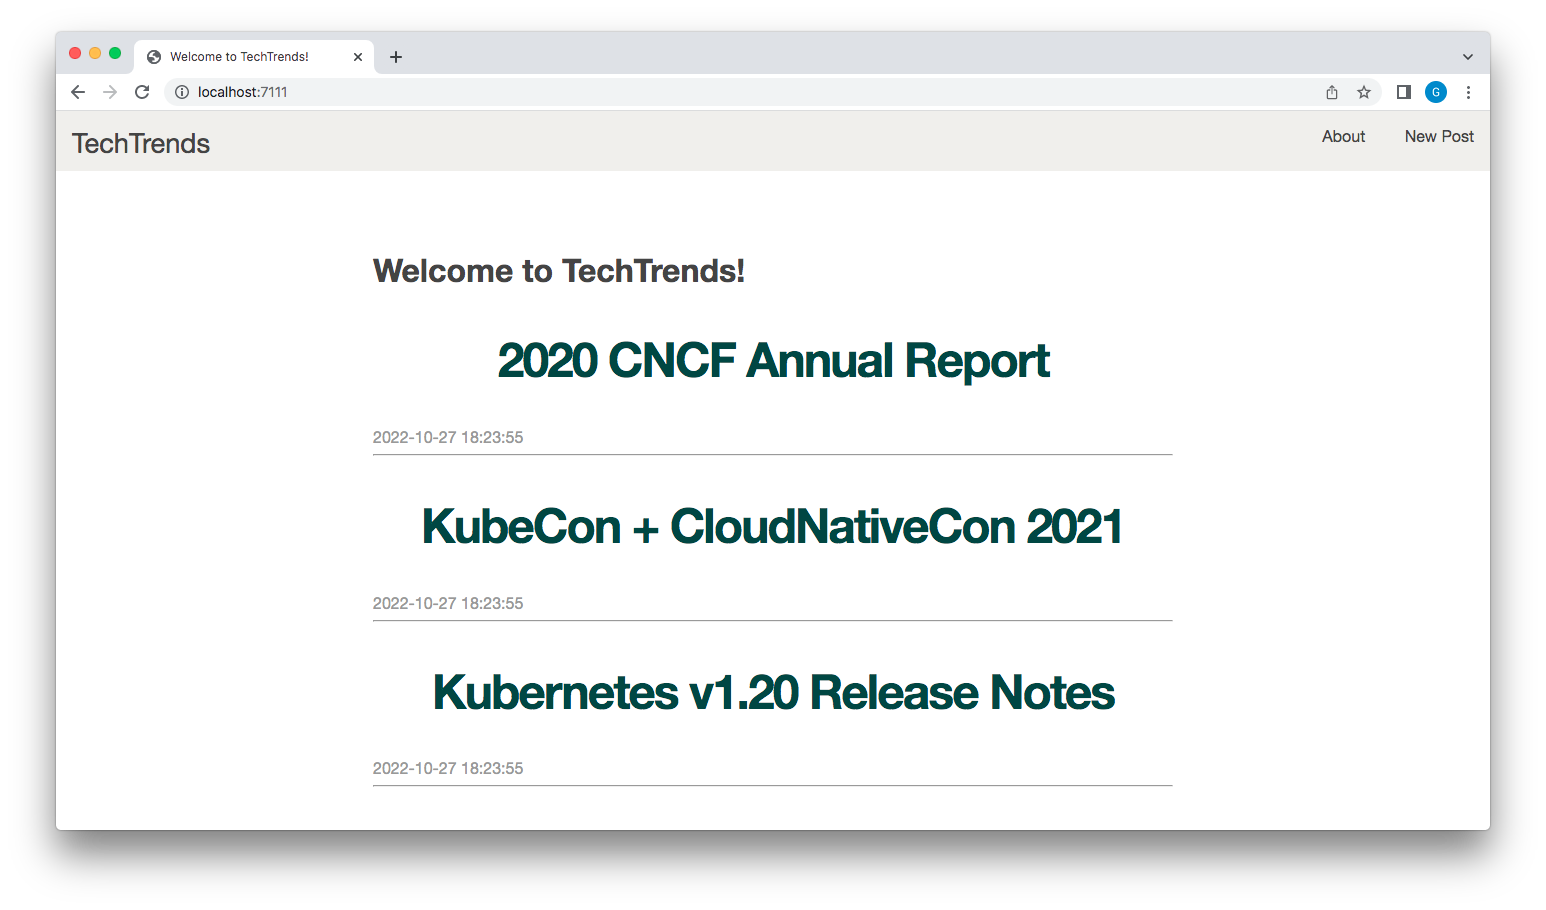 Welcome to TechTrends!
localhost:7111
G
TechTrends
About
New Post
Welcome to TechTrends!
2020 CNCF Annual Report
2022-10-27 18:23:55
KubeCon + CloudNativeCon 2021
2022-10-27 18:23:55
Kubernetes v1.20 Release Notes
2022-10-27 18:23:55